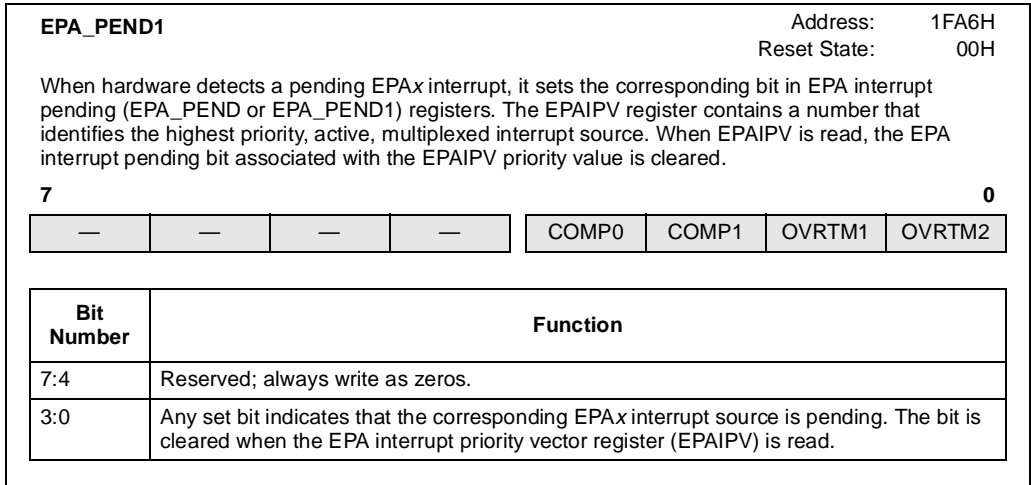 EPA_PEND1
Address: 1FA6H
Reset State: 00H
When hardware detects a pending EPAx interrupt, it sets the corresponding bit in EPA interrupt
pending (EPA_PEND or EPA_PEND1) registers. The EPAIPV register contains a number that
identifies the highest priority, active, multiplexed interrupt source. When EPAIPV is read, the EPA
interrupt pending bit associated with the EPAIPV priority value is cleared.
7 0
— — — — COMP0 COMP1 OVRTM1 OVRTM2
Bit
Number
Function
7:4 Reserved; always write as zeros.
3:0 Any set bit indicates that the corresponding EPAx interrupt source is pending. The bit is
cleared when the EPA interrupt priority vector register (EPAIPV) is read.